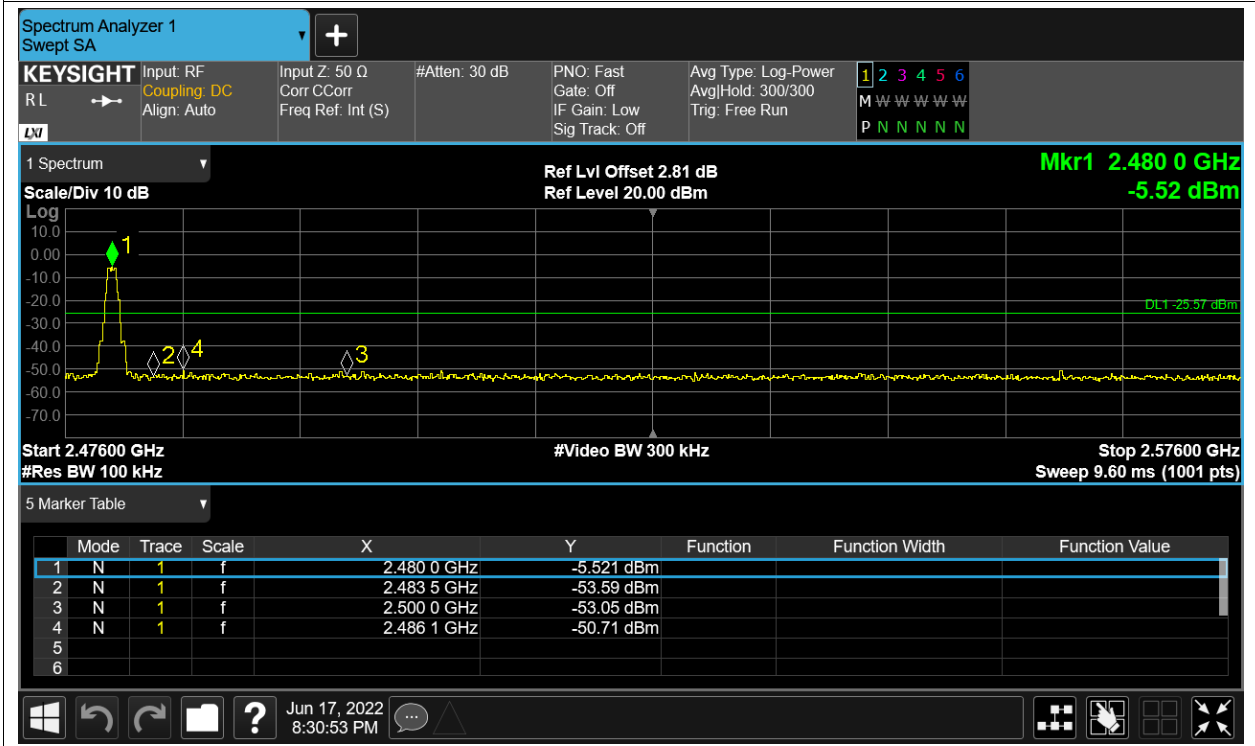 Spectrum Analyzer 1
Swept SA
+
KEYSIGHT
R L
LXI
Input: RF
Coupling: DC
Align: Auto
Input Z: 50 Ω
Corr CCorr
Freq Ref: Int (S)
#Atten: 30 dB
PNO: Fast
Gate: Off
IF Gain: Low
Sig Track: Off
Avg Type: Log-Power
Avg|Hold: 300/300
Trig: Free Run
1 2 3 4 5 6
M W W W W W
P N N N N N
1 Spectrum
Scale/Div 10 dB
Ref Lvl Offset 2.81 dB
Ref Level 20.00 dBm
Mkr1 2.480 0 GHz
-5.52 dBm
Log
10.0
0.00
-10.0
-20.0
-30.0
-40.0
-50.0
-60.0
-70.0
1
2
4
3
DL1 -25.57 dBm
Start 2.47600 GHz
#Video BW 300 kHz
Stop 2.57600 GHz
#Res BW 100 kHz
Sweep 9.60 ms (1001 pts)
5 Marker Table
Mode Trace Scale X Y Function Function Width Function Value
1 N 1 f 2.480 0 GHz -5.521 dBm
2 N 1 f 2.483 5 GHz -53.59 dBm
3 N 1 f 2.500 0 GHz -53.05 dBm
4 N 1 f 2.486 1 GHz -50.71 dBm
5
6
?
Jun 17, 2022
8:30:53 PM